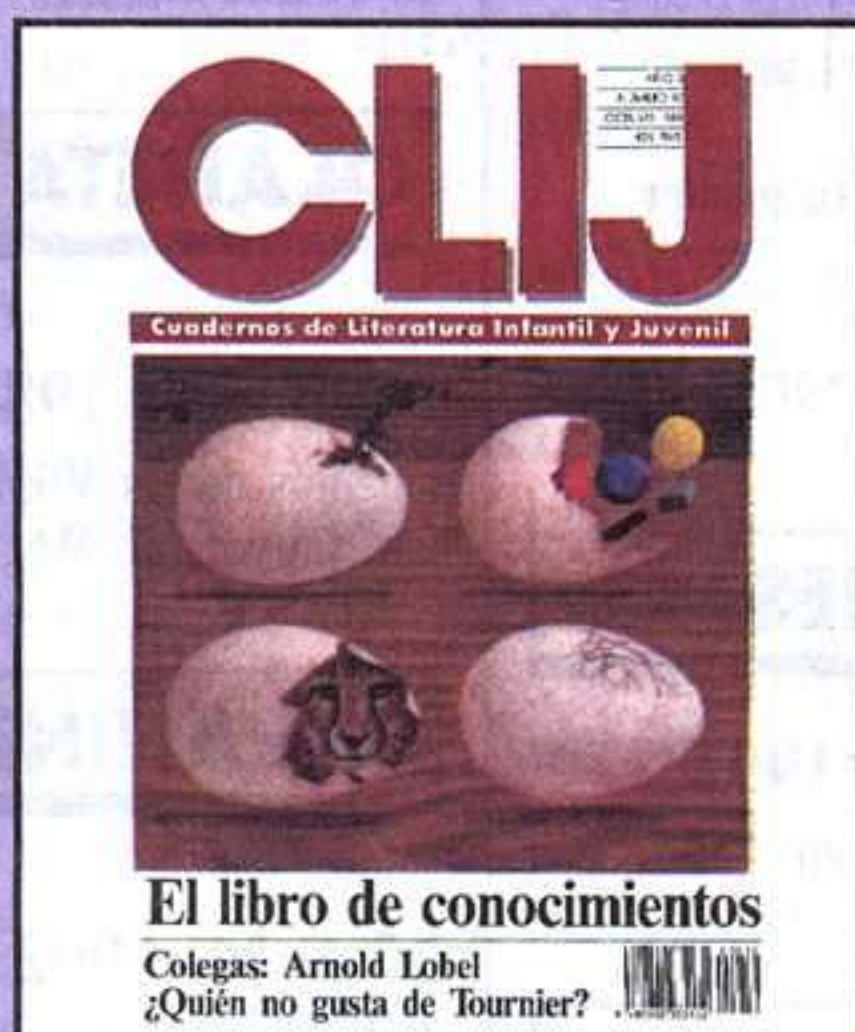 CLIJ
Cuadernos de Literatura Infantil y Juvenil
El libro de conocimientos
Colegas: Arnold Lobel
¿Quién no gusta de Tournier?